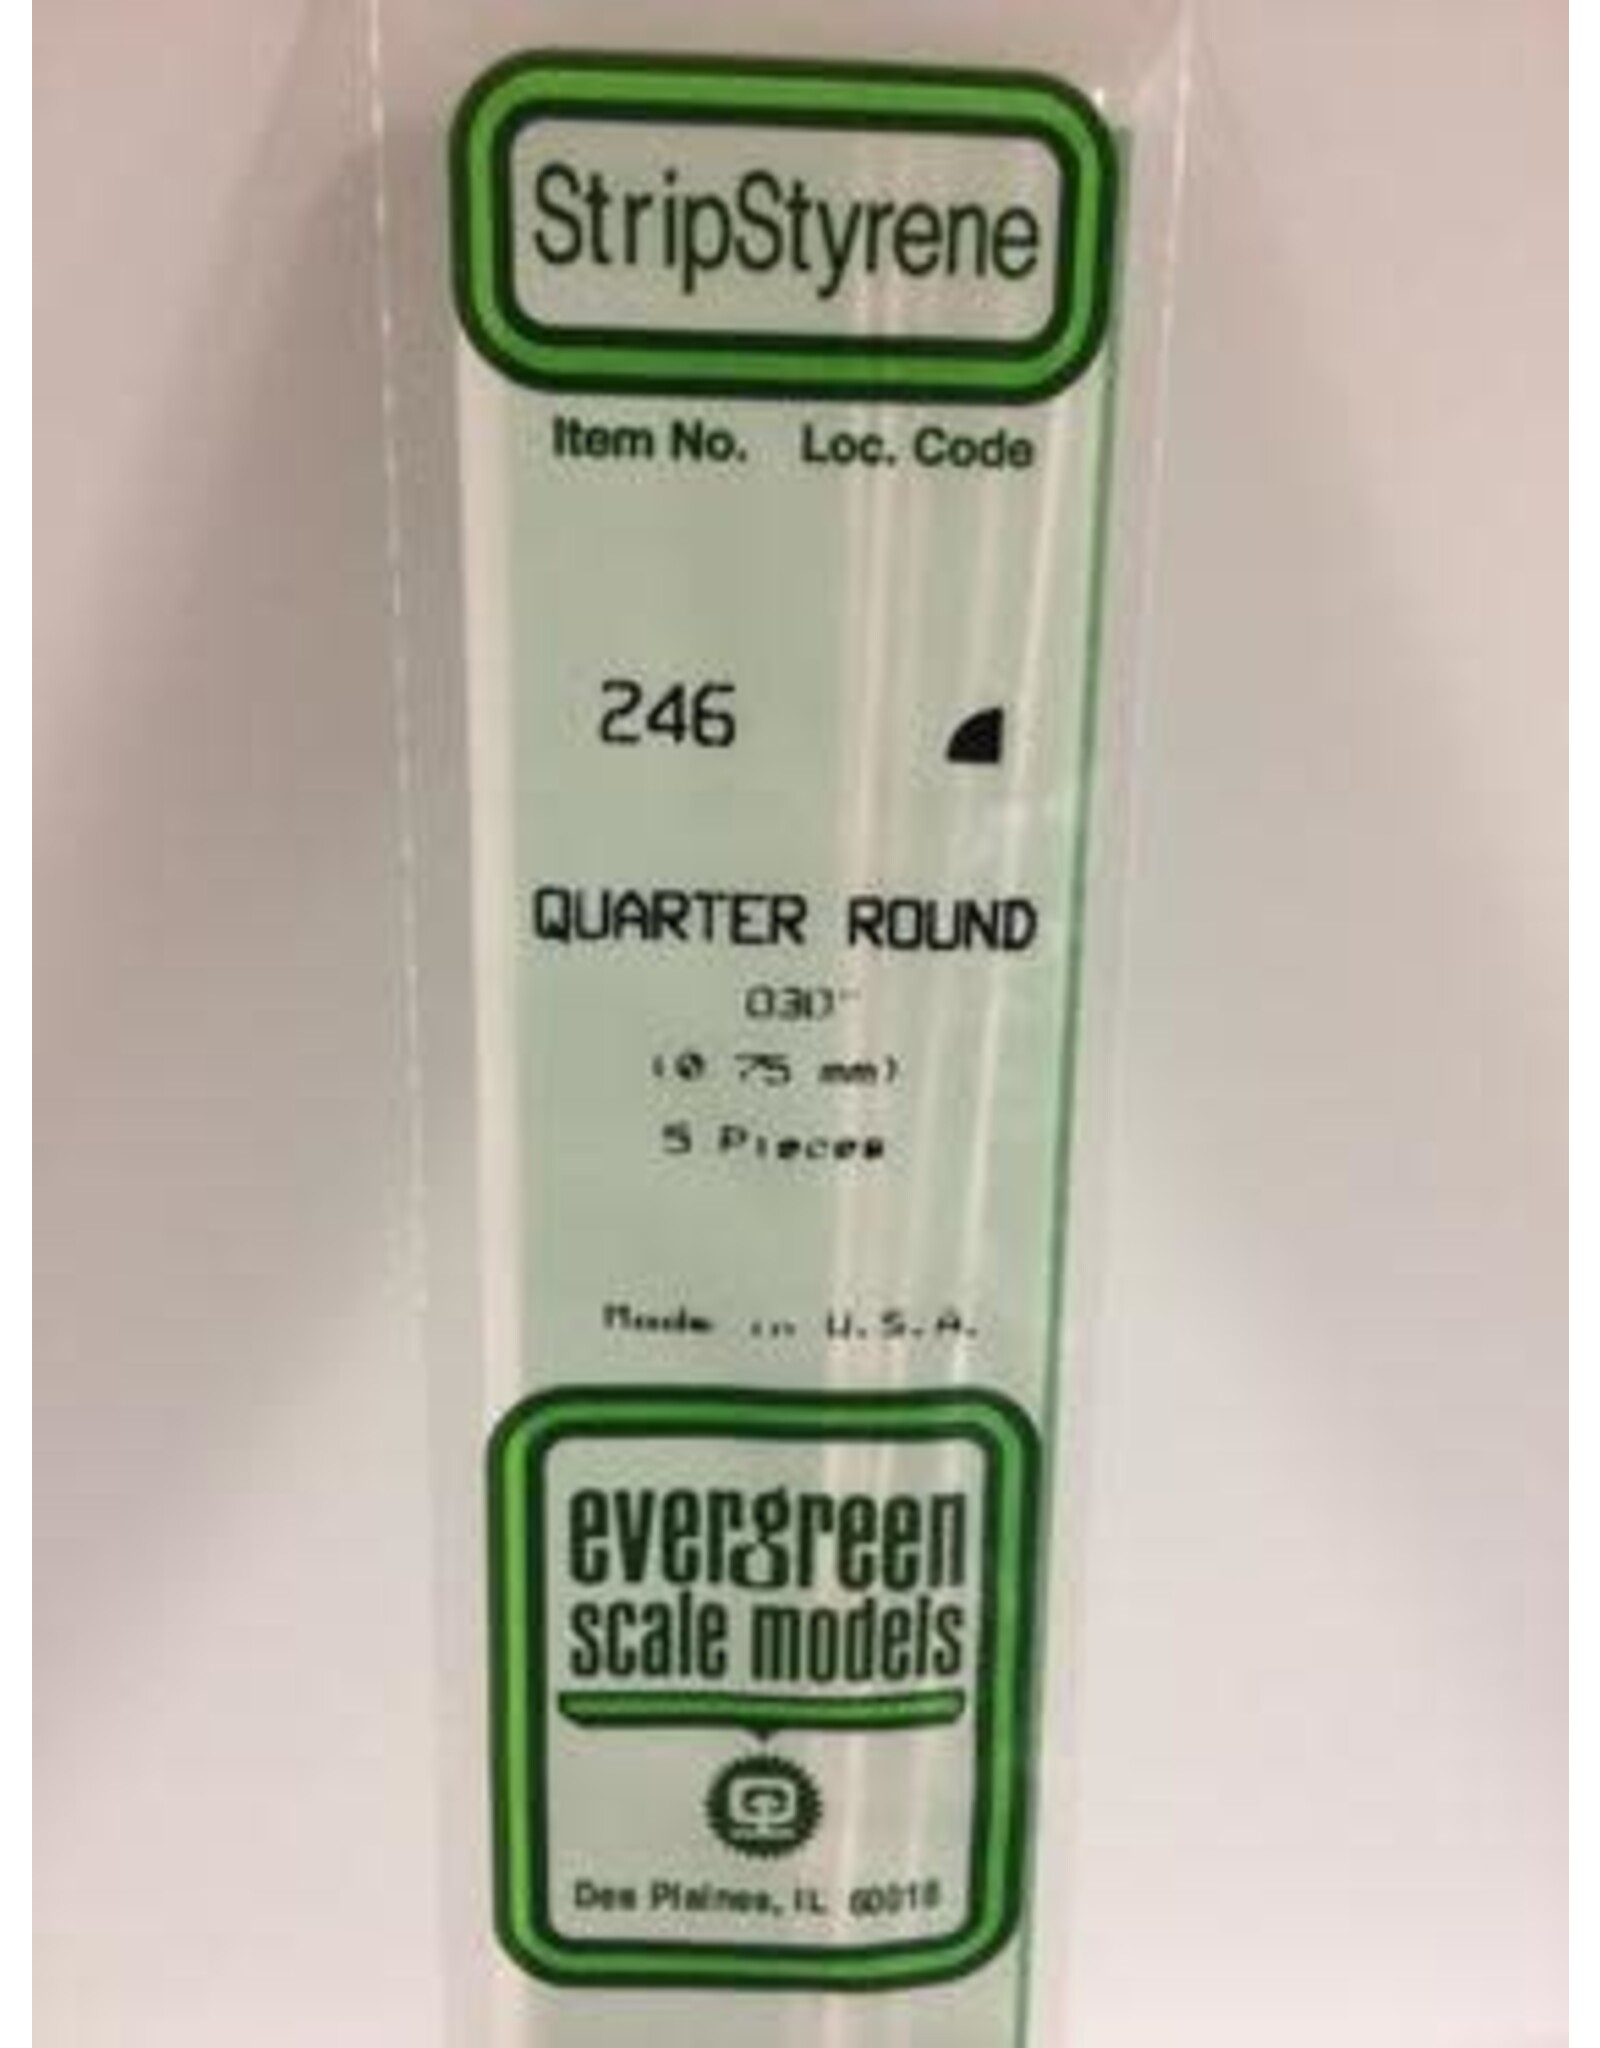 StripStyrene
Item No. Loc. Code
246
QUARTER ROUND
.030"
(0.75 mm)
5 Pieces
Made in U.S.A.
evergreen
scale models
Des Plaines, IL 60018